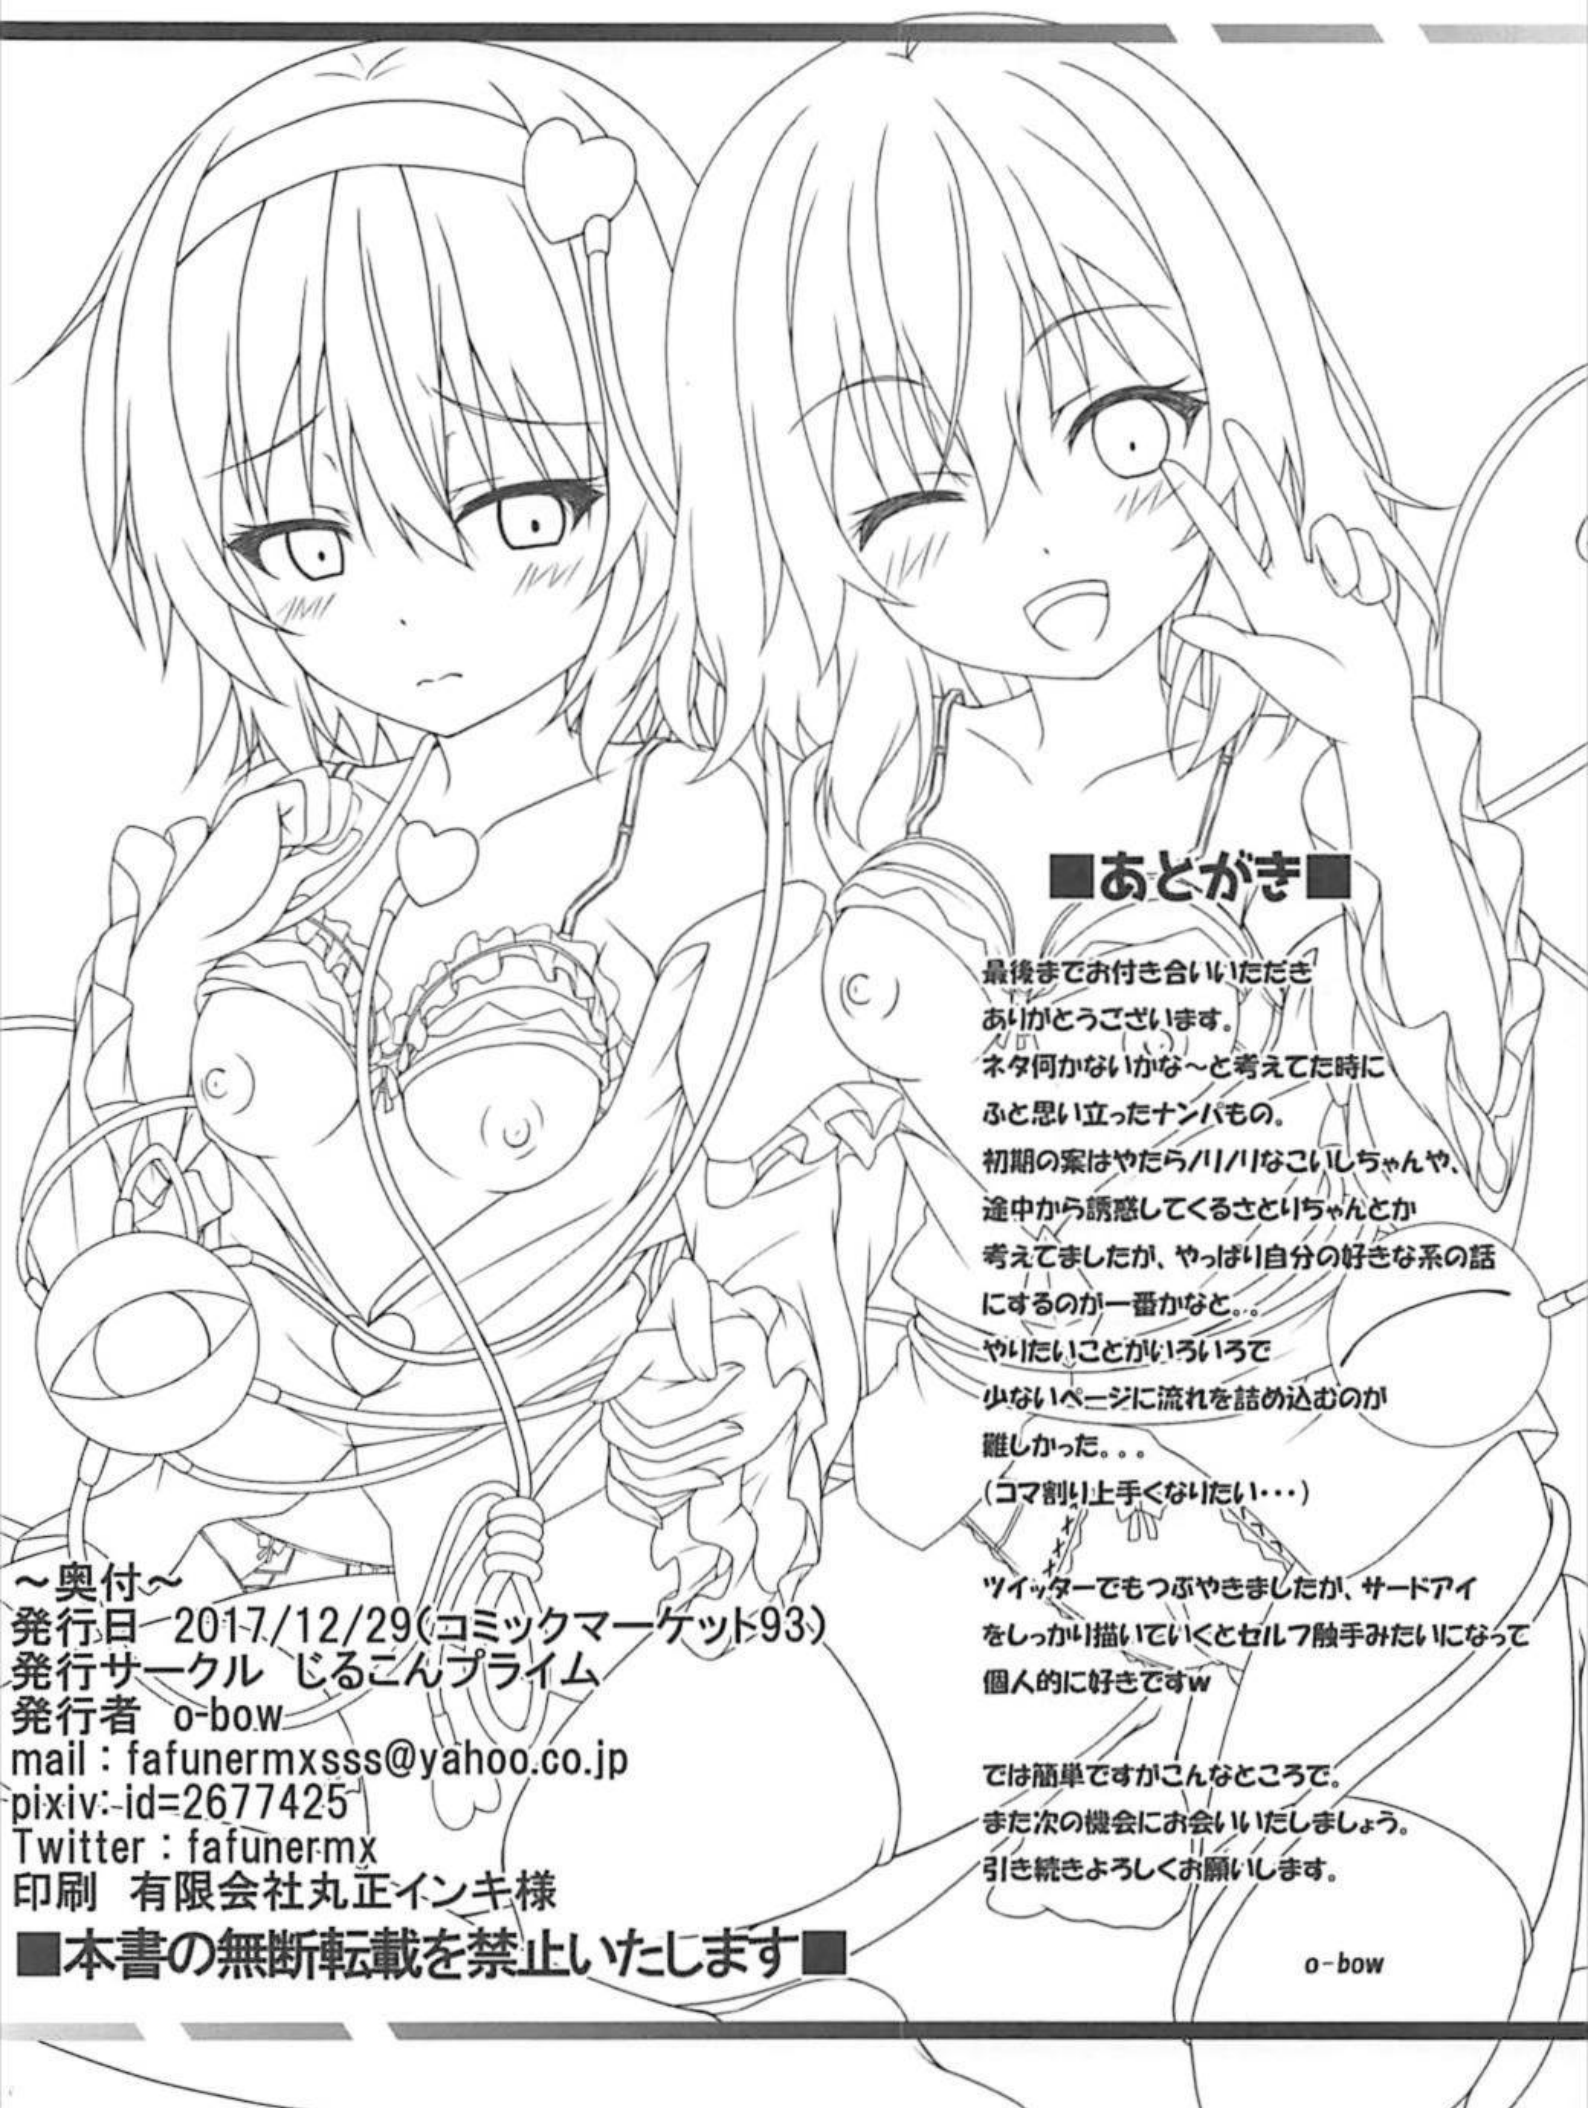 ■あとがき■
最後までお付き合いいただき
ありがとうございます。
ネタ何かないかな～と考えてた時に
ふと思い立ったナンパもの。
初期の案はやたらノリノリなこいしちゃんや、
途中から誘惑してくるさとりちゃんとか
考えてましたが、やっぱり自分の好きな系の話
にするのが一番かなと。。
やりたいことがいろいろで
少ないページに流れを詰め込むのが
難しかった。。。
(コマ割り上手くなりたい･･･)
ツイッターでもつぶやきましたが、サードアイ
をしっかり描いていくとセルフ触手みたいになって
個人的に好きですw
では簡単ですがこんなところで。
また次の機会にお会いいたしましょう。
引き続きよろしくお願いします。
o-bow
～奥付～
発行日 2017/12/29(コミックマーケット93)
発行サークル じるこんプライム
発行者 o-bow
mail：fafunermxsss@yahoo.co.jp
pixiv: id=2677425
Twitter：fafunermx
印刷 有限会社丸正インキ様
■本書の無断転載を禁止いたします■